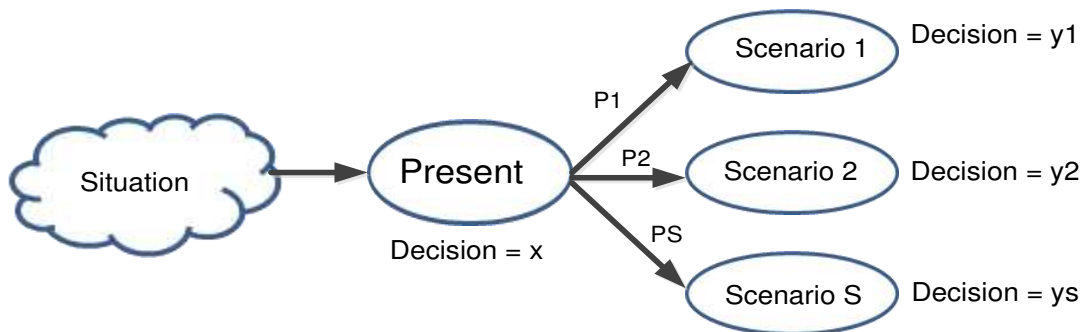 Situation
Present
Decision = x
P1
P2
PS
Scenario 1
Decision = y1
Scenario 2
Decision = y2
Scenario S
Decision = ys